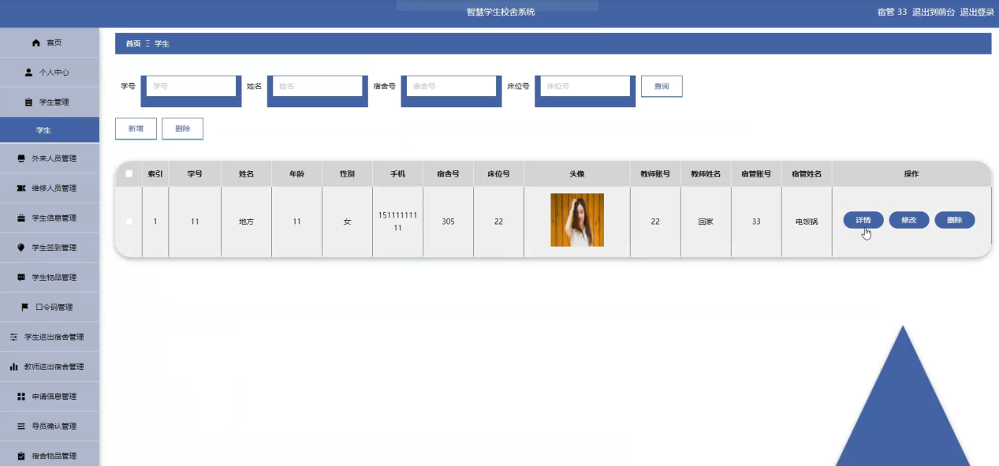 智慧学生校舍系统
宿管 33 退出到前台 退出登录
首页
个人中心
学生管理
学生
外来人员管理
维修人员管理
学生信息管理
学生签到管理
学生物品管理
口令码管理
学生进出宿舍管理
教师进出宿舍管理
申请信息管理
导员确认管理
宿舍物品管理
首页 学生
学号 学号 姓名 姓名 宿舍号 宿舍号 床位号 床位号 查询
新增 删除
索引 学号 姓名 年龄 性别 手机 宿舍号 床位号 头像 教师账号 教师姓名 宿管账号 宿管姓名 操作
1 11 地方 11 女 151111111 305 22 22 回家 33 电饭锅 详情 修改 删除
11